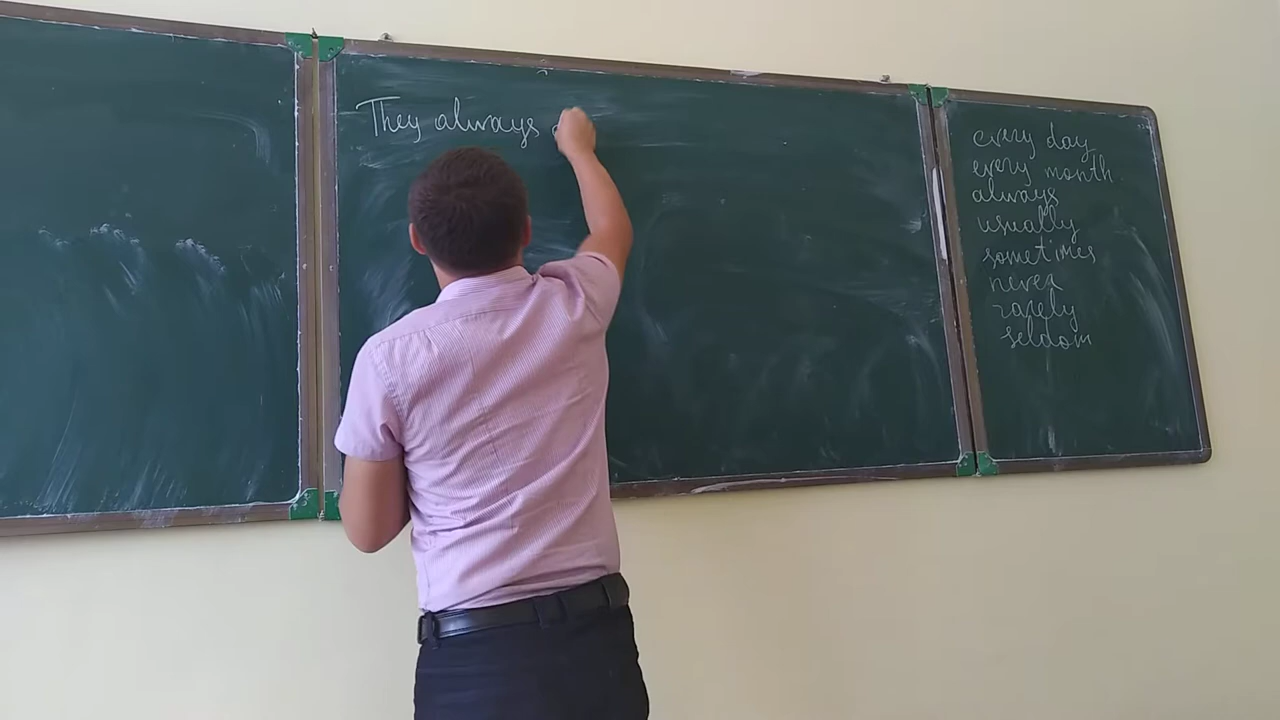 They always
every day
every month
always
usually
sometimes
never
rarely
seldom